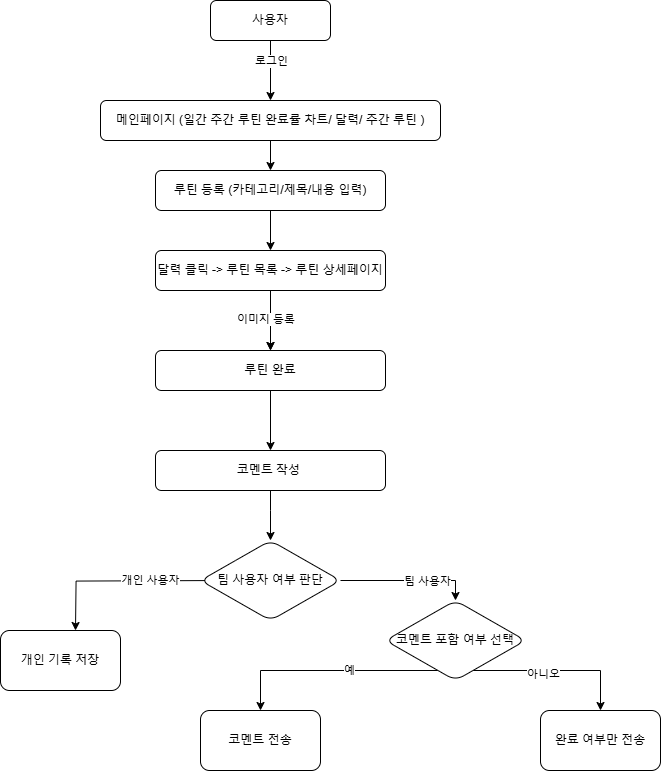 사용자
로그인
메인페이지 (일간 주간 루틴 완료률 차트/ 달력/ 주간 루틴 )
루틴 등록 (카테고리/제목/내용 입력)
달력 클릭 -> 루틴 목록 -> 루틴 상세페이지
이미지 등록
루틴 완료
코멘트 작성
팀 사용자 여부 판단
개인 사용자
팀 사용자
개인 기록 저장
코멘트 포함 여부 선택
예
아니오
코멘트 전송
완료 여부만 전송